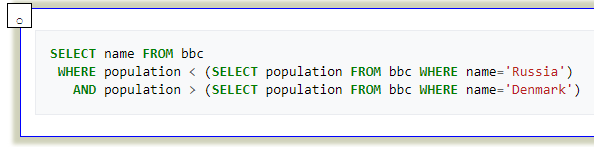 SELECT name FROM bbc
WHERE population < (SELECT population FROM bbc WHERE name='Russia')
AND population > (SELECT population FROM bbc WHERE name='Denmark')